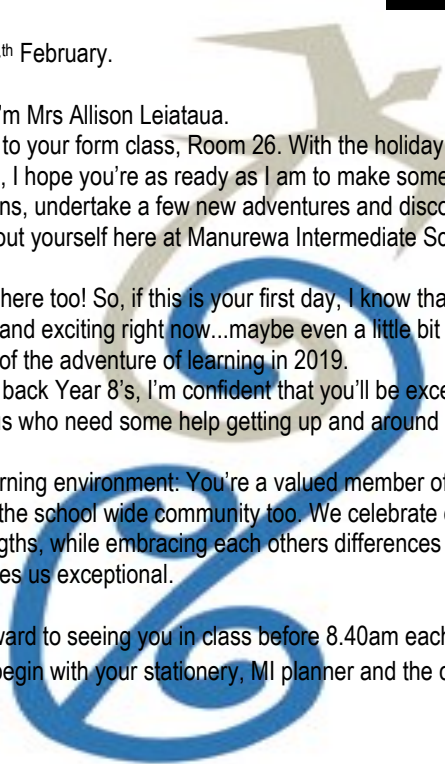 th February.
'm Mrs Allison Leiataua.
to your form class, Room 26. With the holiday
, I hope you're as ready as I am to make some
ns, undertake a few new adventures and disco
out yourself here at Manurewa Intermediate Sc
here too! So, if this is your first day, I know tha
and exciting right now...maybe even a little bit
of the adventure of learning in 2019.
back Year 8's, I'm confident that you'll be exce
us who need some help getting up and around
rning environment: You're a valued member of
the school wide community too. We celebrate
gths, while embracing each others differences
es us exceptional.
ward to seeing you in class before 8.40am each
begin with your stationery, MI planner and the